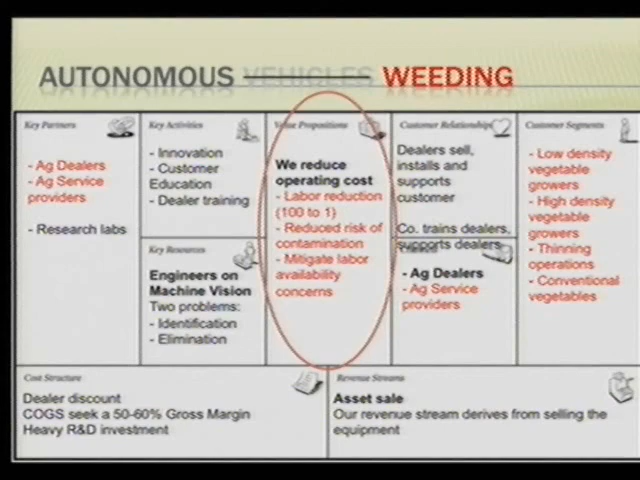 AUTONOMOUS VEHICLES WEEDING
Key Partners
- Ag Dealers
- Ag Service
providers
- Research labs
Key Activities
- Innovation
- Customer
Education
- Dealer training
Key Resources
Engineers on
Machine Vision
Two problems:
- Identification
- Elimination
Value Propositions
We reduce
operating cost
- Labor reduction
(100 to 1)
- Reduced risk of
contamination
- Mitigate labor
availability
concerns
Customer Relationships
Dealers sell,
installs and
supports
customer
Co. trains dealers,
supports dealers
- Ag Dealers
- Ag Service
providers
Customer Segments
- Low density
vegetable
growers
- High density
vegetable
growers
- Thinning
operations
- Conventional
vegetables
Cost Structure
Dealer discount
COGS seek a 50-60% Gross Margin
Heavy R&D investment
Revenue Streams
Asset sale
Our revenue stream derives from selling the
equipment